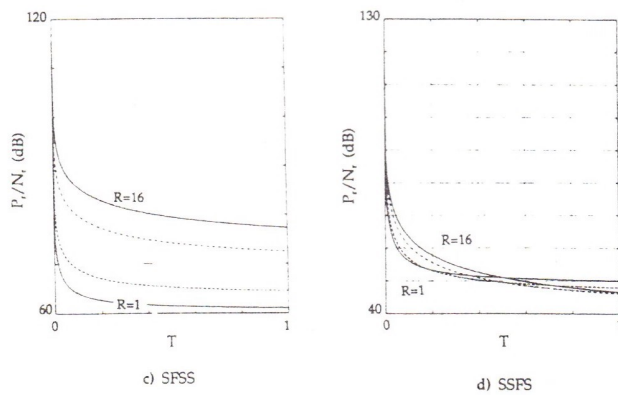 120
P_r/N_r (dB)
R=16
R=1
60
0
1
T
c) SFSS
130
P_r/N_r (dB)
R=16
R=1
40
0
1
T
d) SSFS